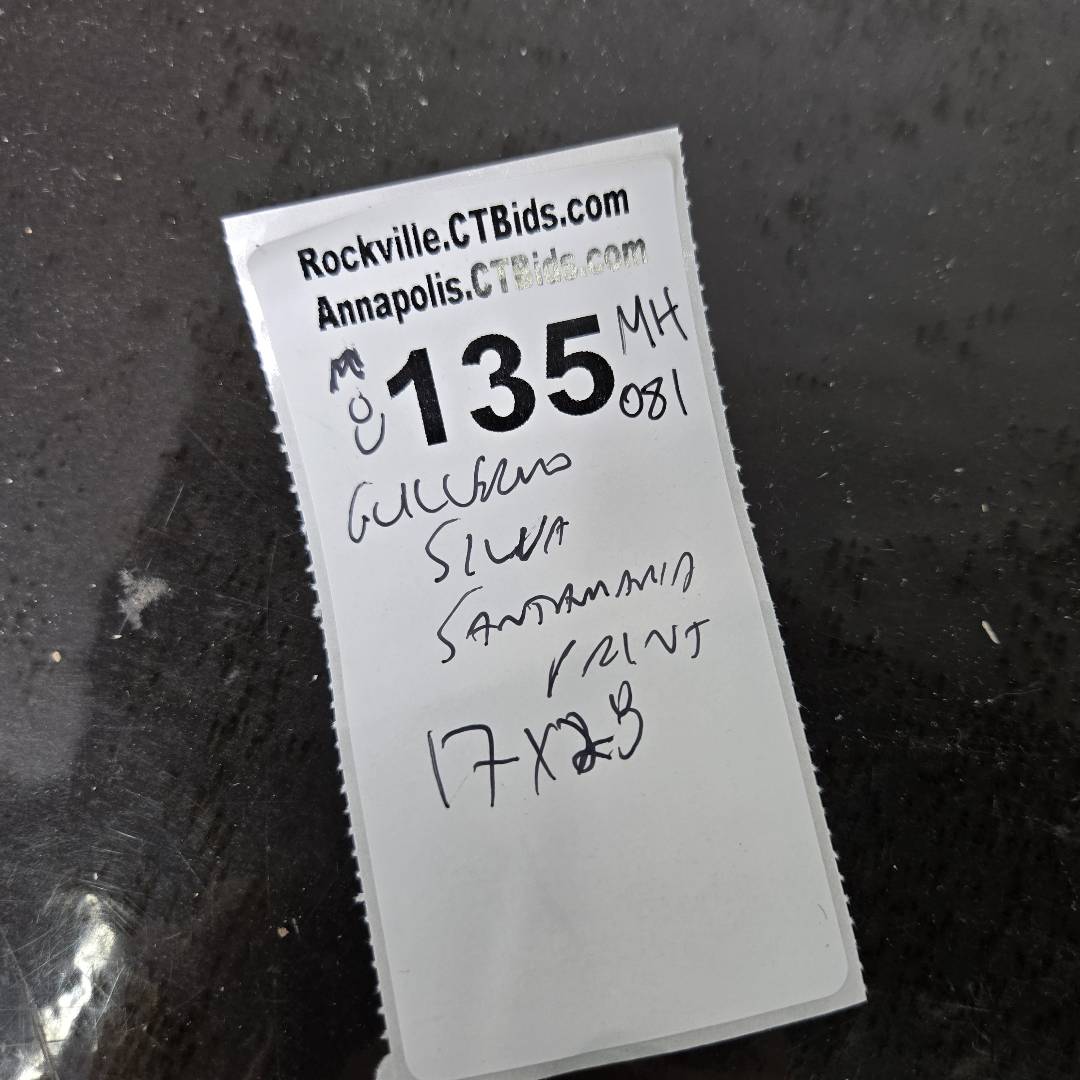 Rockville.CTBids.com
Annapolis.CTBids.com
135 MH
081
GUILLERMO
SILVA
SANTAMARIA
PRINT
17X23